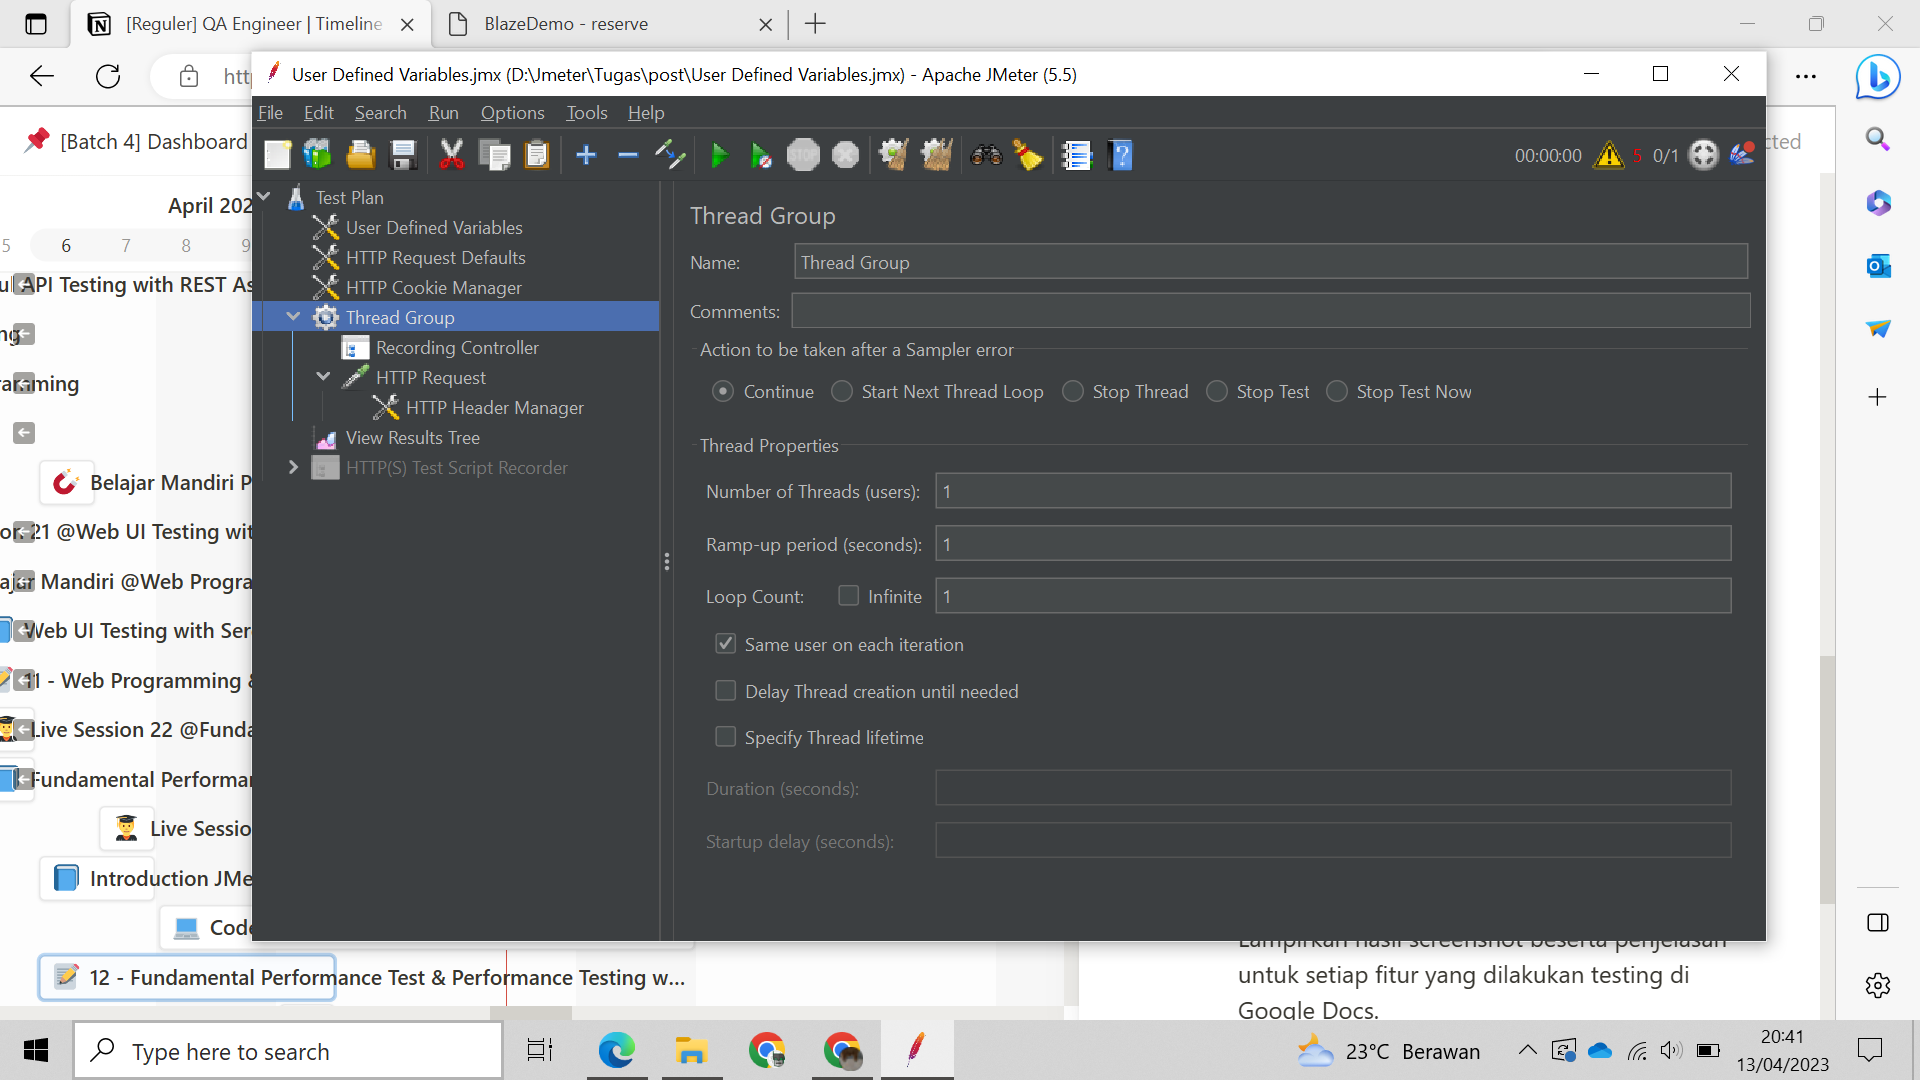 [Reguler] QA Engineer | Timeline
BlazeDemo - reserve
User Defined Variables.jmx (D:\Jmeter\Tugas\post\User Defined Variables.jmx) - Apache JMeter (5.5)
File Edit Search Run Options Tools Help
[Batch 4] Dashboard
00:00:00 5 0/1
cted
Test Plan
User Defined Variables
HTTP Request Defaults
HTTP Cookie Manager
Thread Group
Recording Controller
HTTP Request
HTTP Header Manager
View Results Tree
HTTP(S) Test Script Recorder
Thread Group
Name: Thread Group
Comments:
Action to be taken after a Sampler error
Continue Start Next Thread Loop Stop Thread Stop Test Stop Test Now
Thread Properties
Number of Threads (users): 1
Ramp-up period (seconds): 1
Loop Count: Infinite 1
Same user on each iteration
Delay Thread creation until needed
Specify Thread lifetime
Duration (seconds):
Startup delay (seconds):
April 202
5 6 7 8 9
API Testing with REST As
ng
ramming
Belajar Mandiri P
21 @Web UI Testing wit
Mandiri @Web Progra
Web UI Testing with Ser
11 - Web Programming &
Live Session 22 @Funda
Fundamental Performa
Live Sessio
Introduction JMe
Code
12 - Fundamental Performance Test & Performance Testing w...
Lampirkan hasil screenshot beserta penjelasan
untuk setiap fitur yang dilakukan testing di
Google Docs.
Type here to search
23°C Berawan
20:41
13/04/2023